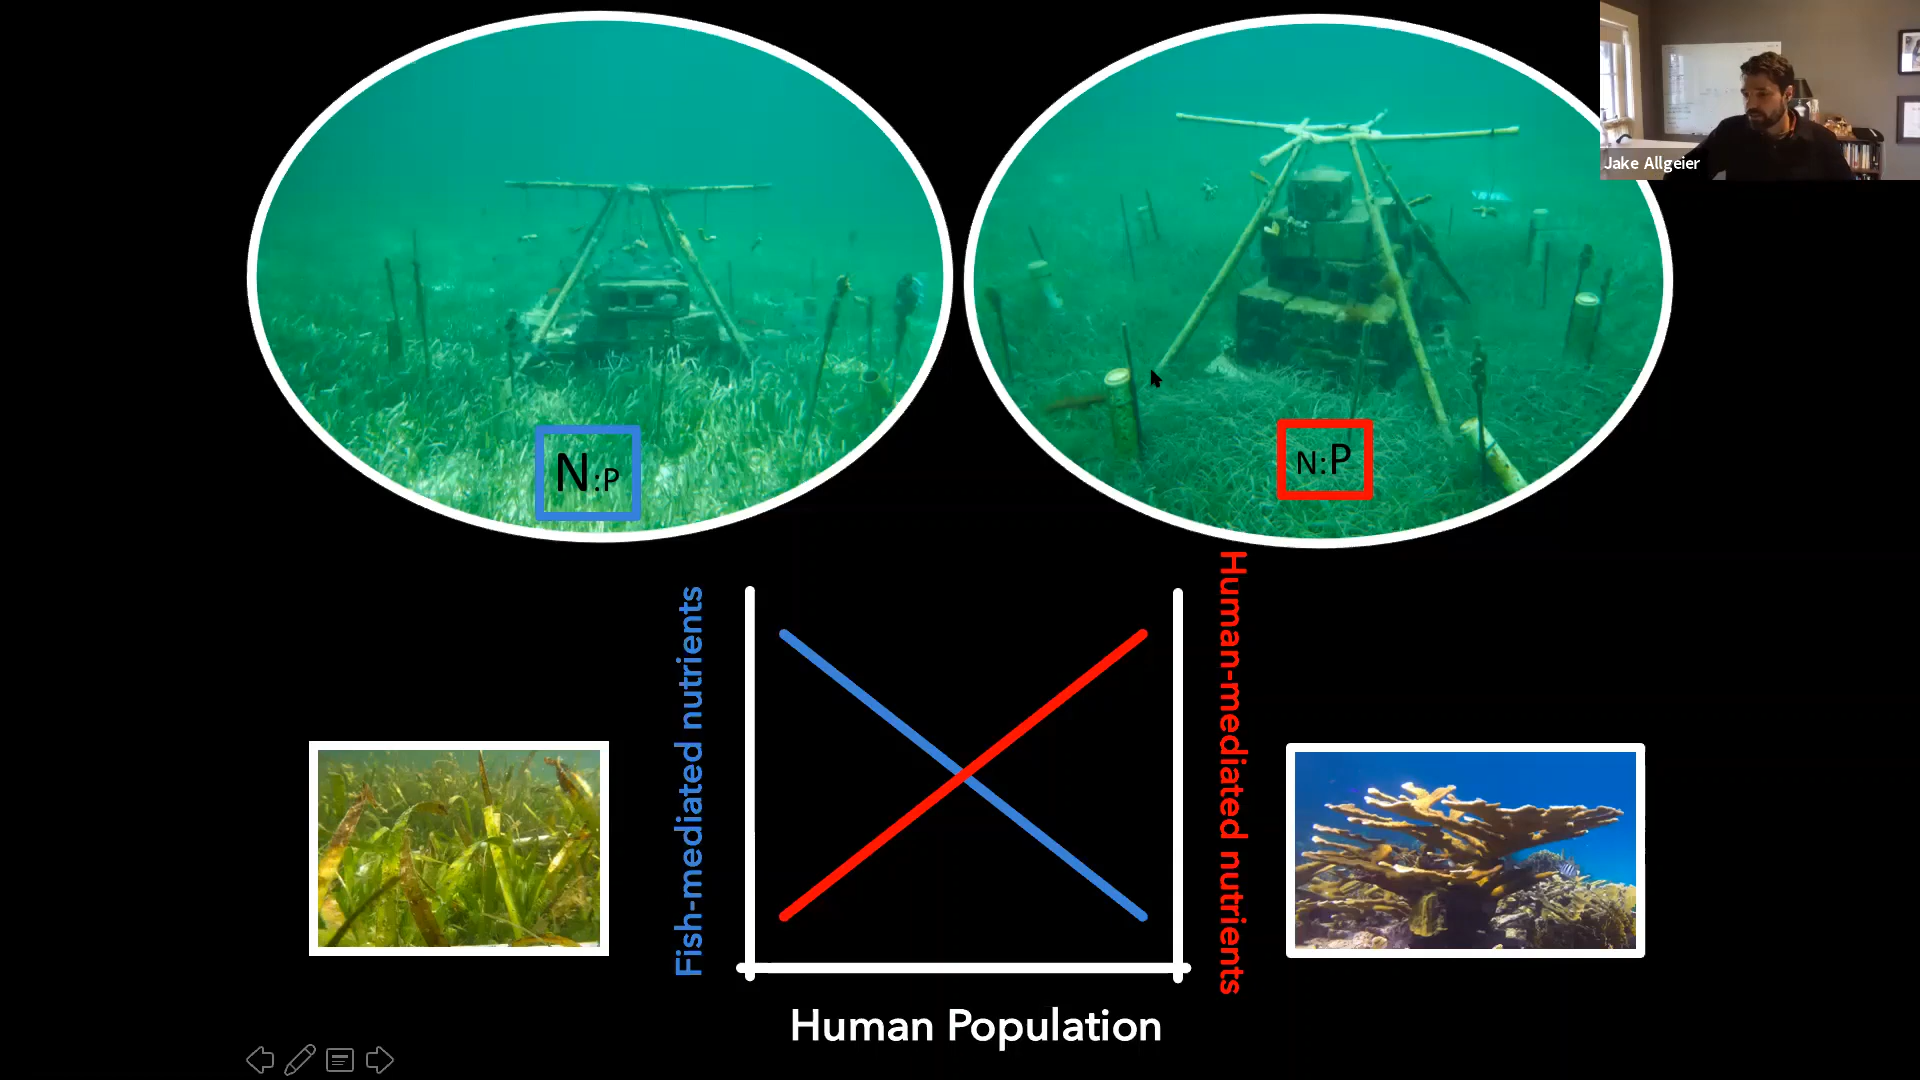 Jake Allgeier
N:P
N:P
Fish-mediated nutrients
Human-mediated nutrients
Human Population